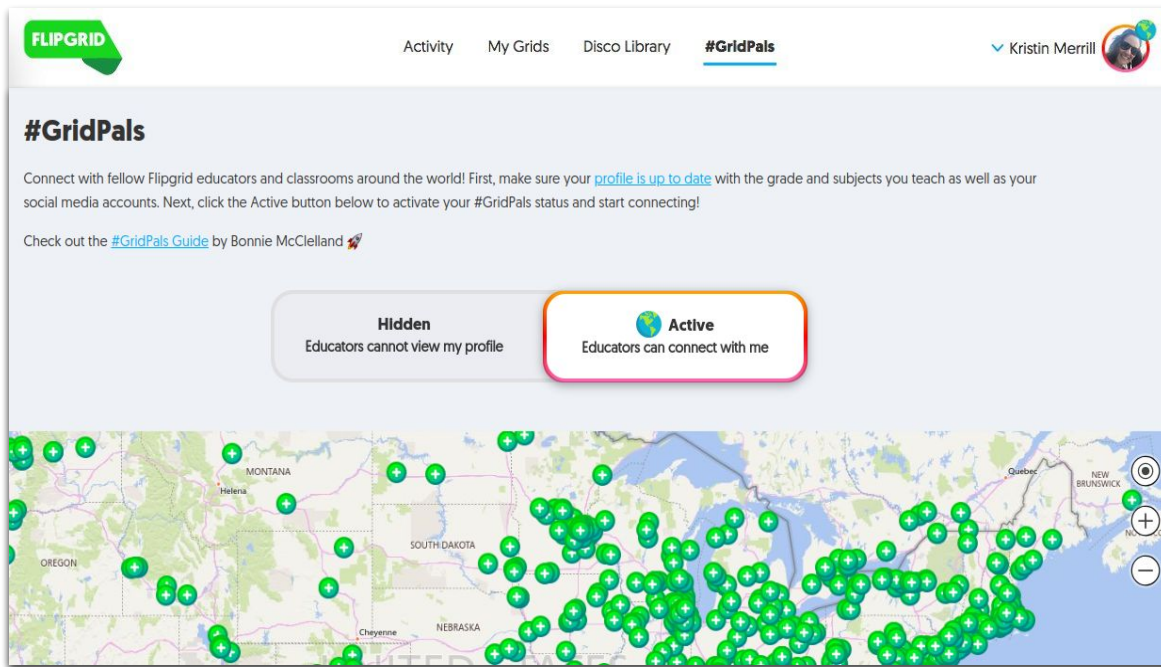 FLIPGRID
Activity
My Grids
Disco Library
#GridPals
Kristin Merrill
#GridPals
Connect with fellow Flipgrid educators and classrooms around the world! First, make sure your profile is up to date with the grade and subjects you teach as well as your
social media accounts. Next, click the Active button below to activate your #GridPals status and start connecting!
Check out the #GridPals Guide by Bonnie McClelland 🚀
Hidden
Educators cannot view my profile
Active
Educators can connect with me
MONTANA
Helena
Quebec
NEW
BRUNSWICK
SOUTH DAKOTA
OREGON
Cheyenne
NEBRASKA
UNITED STATES